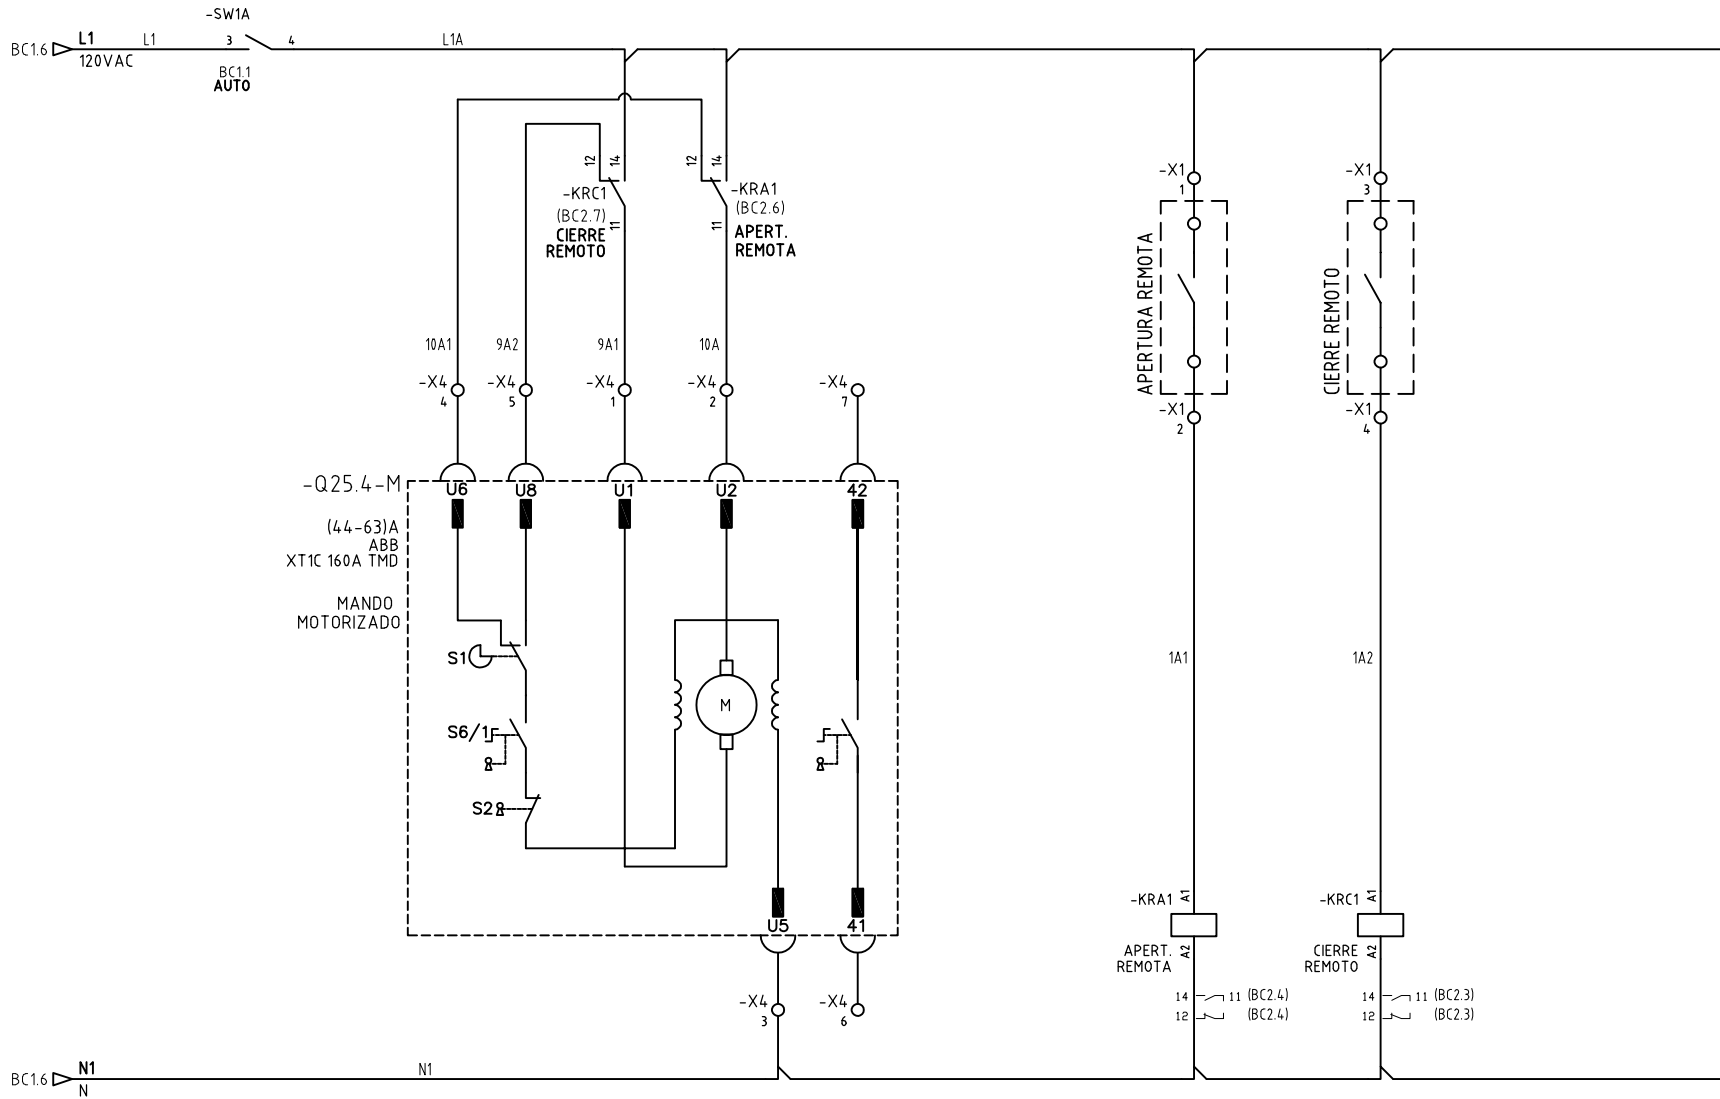 -SW1A
BC1.6
L1
L1
3
4
L1A
120VAC
BC1.1
AUTO
12
14
12
14
-KRC1
(BC2.7)
CIERRE
REMOTO
11
-KRA1
(BC2.6)
APERT.
REMOTA
11
-X1
1
-X1
3
APERTURA REMOTA
CIERRE REMOTO
10A1
9A2
9A1
10A
-X4
4
-X4
5
-X4
1
-X4
2
-X4
7
-X1
2
-X1
4
-Q25.4-M
U6
U8
U1
U2
42
(44-63)A
ABB
XT1C 160A TMD
MANDO
MOTORIZADO
S1
S6/1
S2
M
1A1
1A2
U5
41
-KRA1
A1
A2
APERT.
REMOTA
-KRC1
A1
A2
CIERRE
REMOTO
14
11
(BC2.4)
12
(BC2.4)
14
11
(BC2.3)
12
(BC2.3)
-X4
3
-X4
6
BC1.6
N1
N
N1